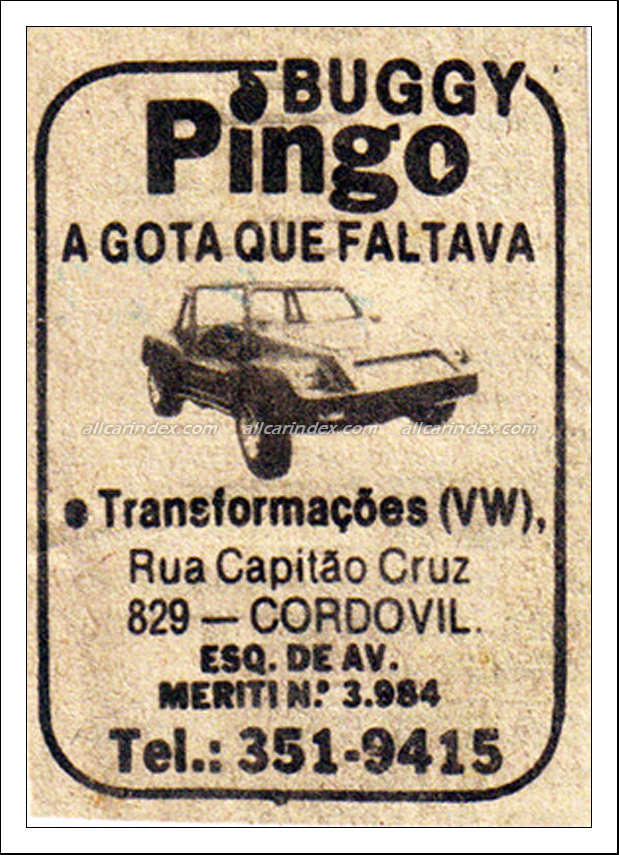 BUGGY
Pingo
A GOTA QUE FALTAVA
allcarindex.com allcarindex.com allcarindex.com
• Transformações (VW),
Rua Capitão Cruz
829 — CORDOVIL.
ESQ. DE AV.
MERITI N.º 3.984
Tel.: 351-9415